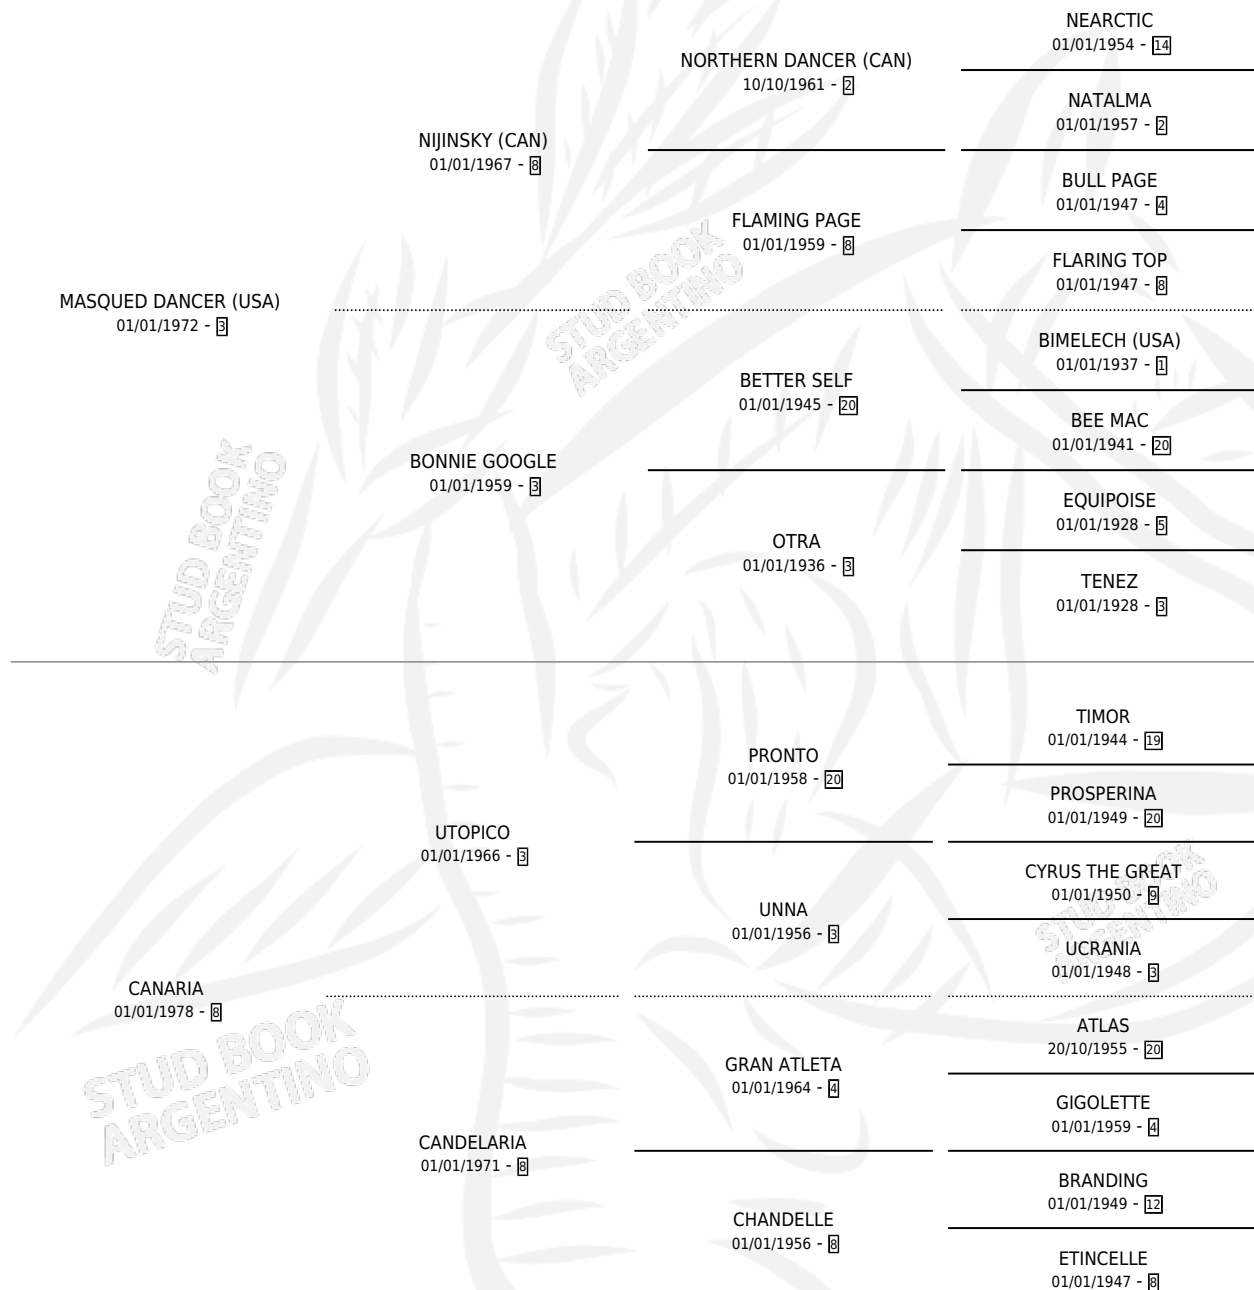 NEARCTIC
01/01/1954 - 14
NORTHERN DANCER (CAN)
10/10/1961 - 2
NATALMA
01/01/1957 - 2
NIJINSKY (CAN)
01/01/1967 - 8
BULL PAGE
01/01/1947 - 4
FLAMING PAGE
01/01/1959 - 8
FLARING TOP
01/01/1947 - 8
MASQUED DANCER (USA)
01/01/1972 - 3
BIMELECH (USA)
01/01/1937 - 1
BETTER SELF
01/01/1945 - 20
BEE MAC
01/01/1941 - 20
BONNIE GOOGLE
01/01/1959 - 3
EQUIPOISE
01/01/1928 - 5
OTRA
01/01/1936 - 3
TENEZ
01/01/1928 - 3
STUD BOOK
ARGENTINO
STUD BOOK
ARGENTINO
TIMOR
01/01/1944 - 19
PRONTO
01/01/1958 - 20
PROSPERINA
01/01/1949 - 20
UTOPICO
01/01/1966 - 3
CYRUS THE GREAT
01/01/1950 - 9
UNNA
01/01/1956 - 3
UCRANIA
01/01/1948 - 3
CANARIA
01/01/1978 - 8
ATLAS
20/10/1955 - 20
GRAN ATLETA
01/01/1964 - 4
GIGOLETTE
01/01/1959 - 4
CANDELARIA
01/01/1971 - 8
BRANDING
01/01/1949 - 12
CHANDELLE
01/01/1956 - 8
ETINCELLE
01/01/1947 - 8
STUD BOOK
ARGENTINO
STUD BOOK
ARGENTINO